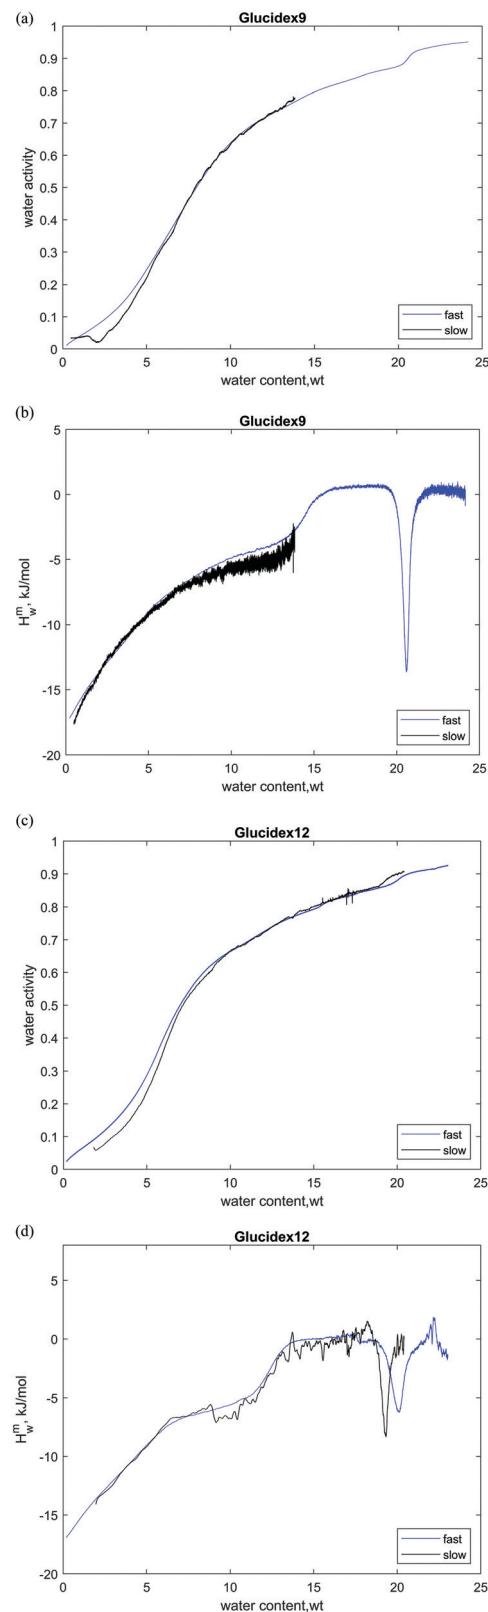 (a)
Glucidex9
1
0.9
0.8
0.7
0.6
0.5
0.4
0.3
0.2
0.1
0
water activity
fast
slow
0 5 10 15 20 25
water content,wt
(b)
Glucidex9
5
0
-5
-10
-15
-20
H_w^m, kJ/mol
fast
slow
0 5 10 15 20 25
water content,wt
(c)
Glucidex12
1
0.9
0.8
0.7
0.6
0.5
0.4
0.3
0.2
0.1
0
water activity
fast
slow
0 5 10 15 20 25
water content,wt
(d)
Glucidex12
5
0
-5
-10
-15
-20
H_w^m, kJ/mol
fast
slow
0 5 10 15 20 25
water content,wt